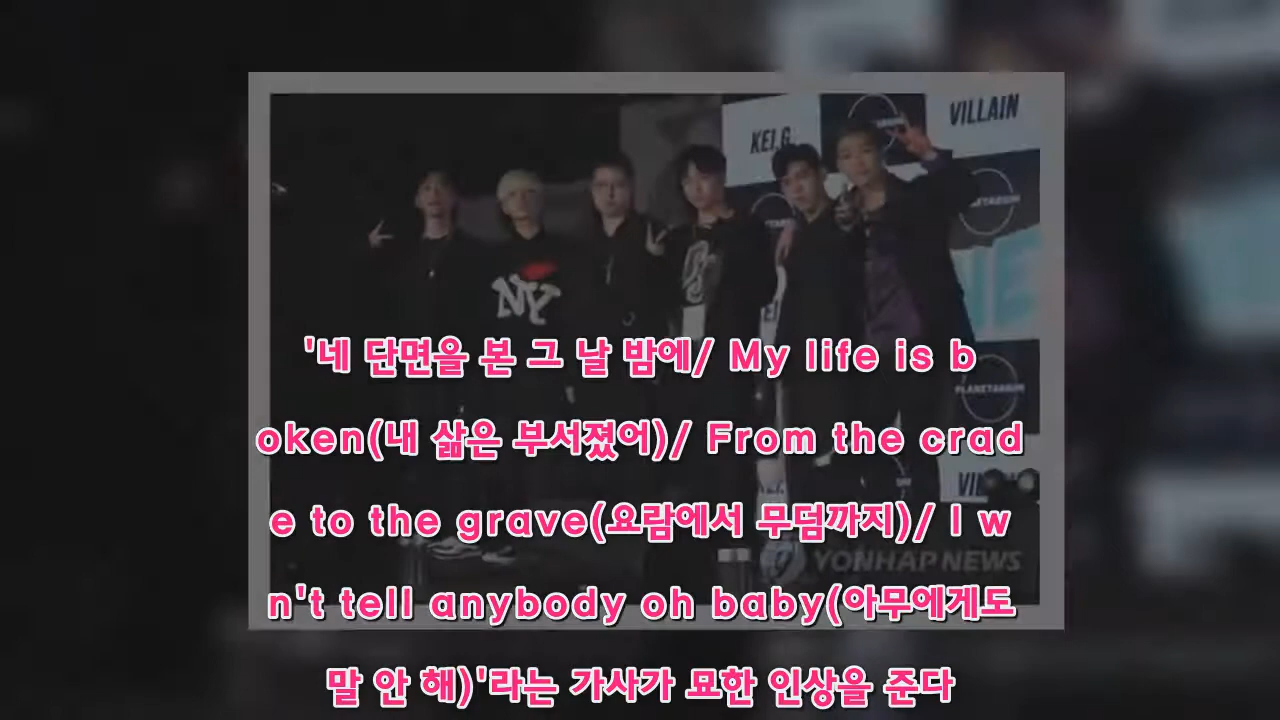 KEI.G
VILLAIN
PLANETARIUM
'네 단면을 본 그 날 밤에/ My life is b
oken(내 삶은 부서졌어)/ From the crad
e to the grave(요람에서 무덤까지)/ I w
n't tell anybody oh baby(아무에게도
말 안 해)'라는 가사가 묘한 인상을 준다
YONHAP NEWS